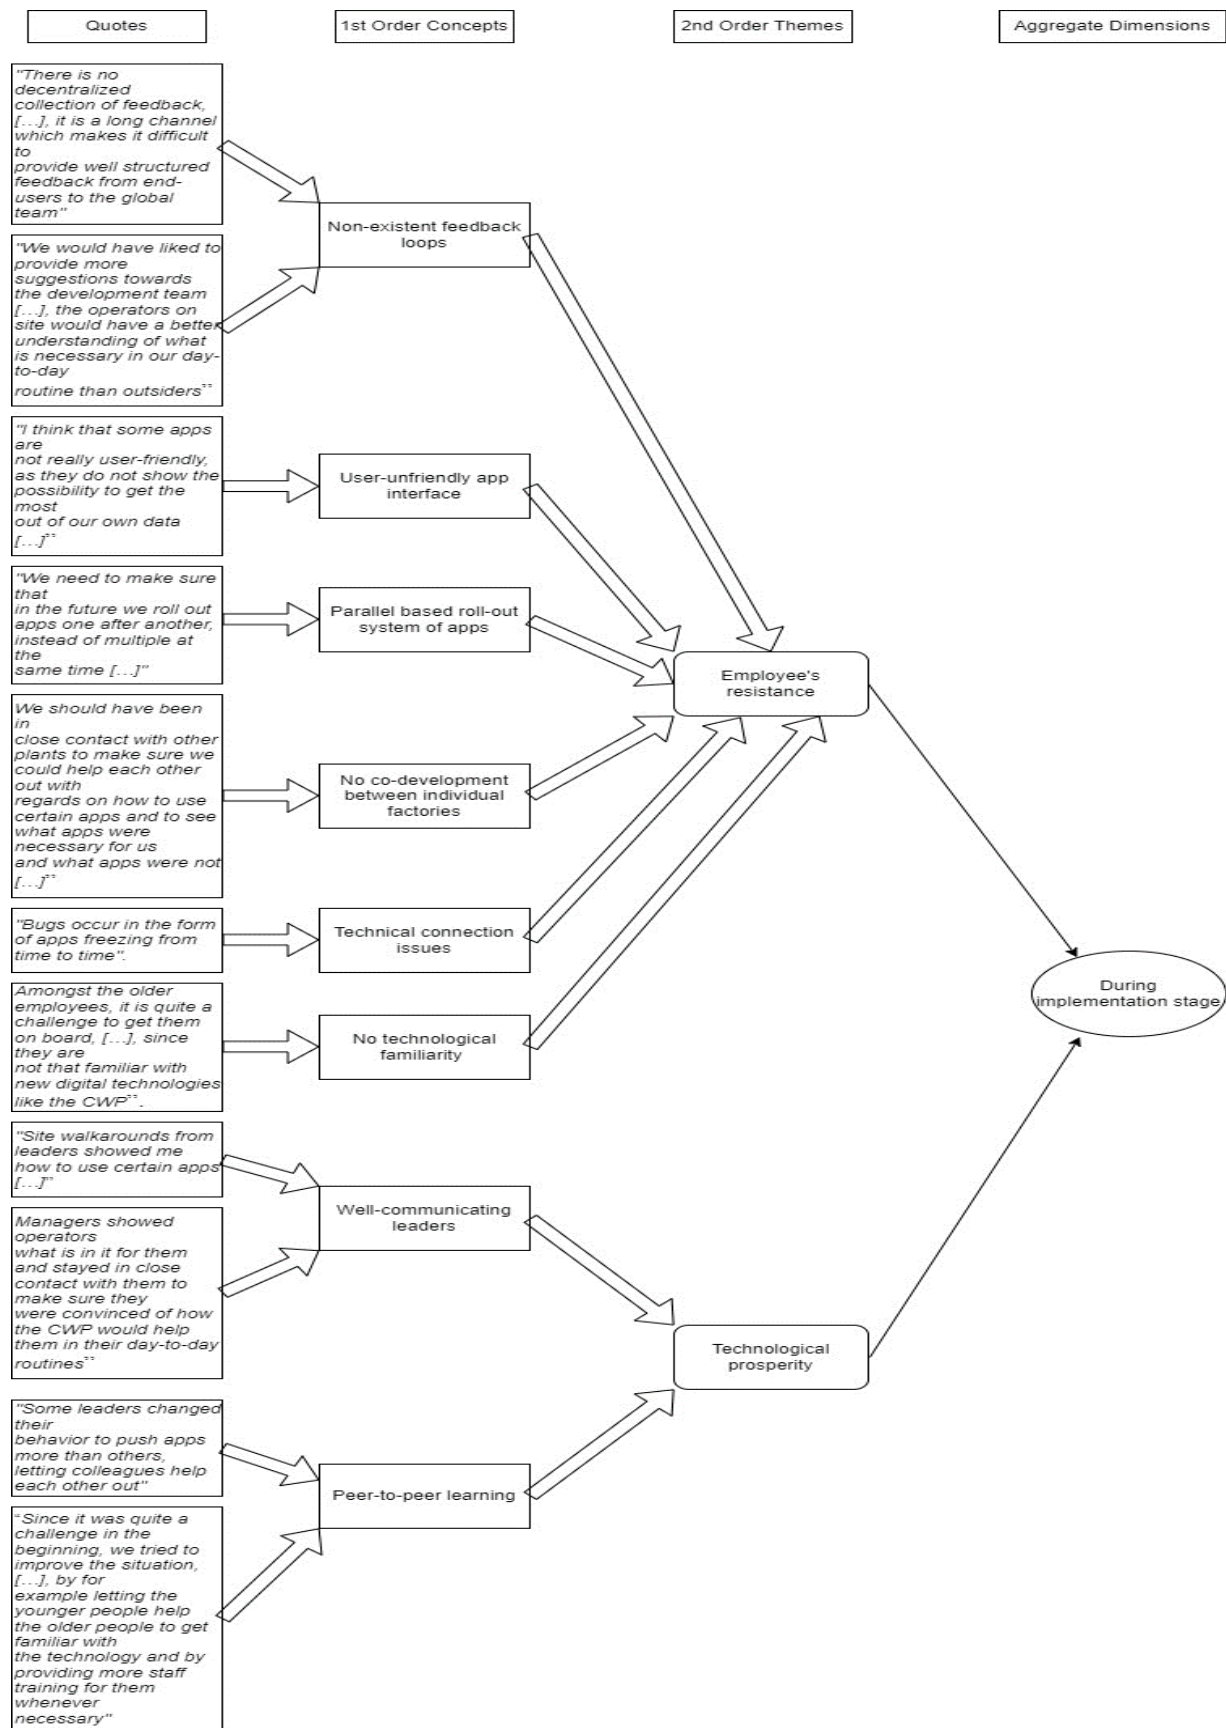 Quotes
1st Order Concepts
2nd Order Themes
Aggregate Dimensions
"There is no
decentralized
collection of feedback,
[...], it is a long channel
which makes it difficult
to
provide well structured
feedback from end-
users to the global
team"
"We would have liked to
provide more
suggestions towards
the development team
[...], the operators on
site would have a better
understanding of what
is necessary in our day-
to-day
routine than outsiders"
"I think that some apps
are
not really user-friendly,
as they do not show the
possibility to get the
most
out of our own data
[...]"
"We need to make sure
that
in the future we roll out
apps one after another,
instead of multiple at
the
same time [...]"
We should have been
in
close contact with other
plants to make sure we
could help each other
out with
regards on how to use
certain apps and to see
what apps were
necessary for us
and what apps were not
[...]"
"Bugs occur in the form
of apps freezing from
time to time".
Amongst the older
employees, it is quite a
challenge to get them
on board, [...], since
they are
not that familiar with
new digital technologies
like the CWP".
"Site walkarounds from
leaders showed me
how to use certain apps
[...]"
Managers showed
operators
what is in it for them
and stayed in close
contact with them to
make sure they
were convinced of how
the CWP would help
them in their day-to-day
routines"
"Some leaders changed
their
behavior to push apps
more than others,
letting colleagues help
each other out"
"Since it was quite a
challenge in the
beginning, we tried to
improve the situation,
[...], by for
example letting the
younger people help
the older people to get
familiar with
the technology and by
providing more staff
training for them
whenever
necessary"
Non-existent feedback
loops
User-unfriendly app
interface
Parallel based roll-out
system of apps
No co-development
between individual
factories
Technical connection
issues
No technological
familiarity
Well-communicating
leaders
Peer-to-peer learning
Employee's
resistance
Technological
prosperity
During
implementation stage